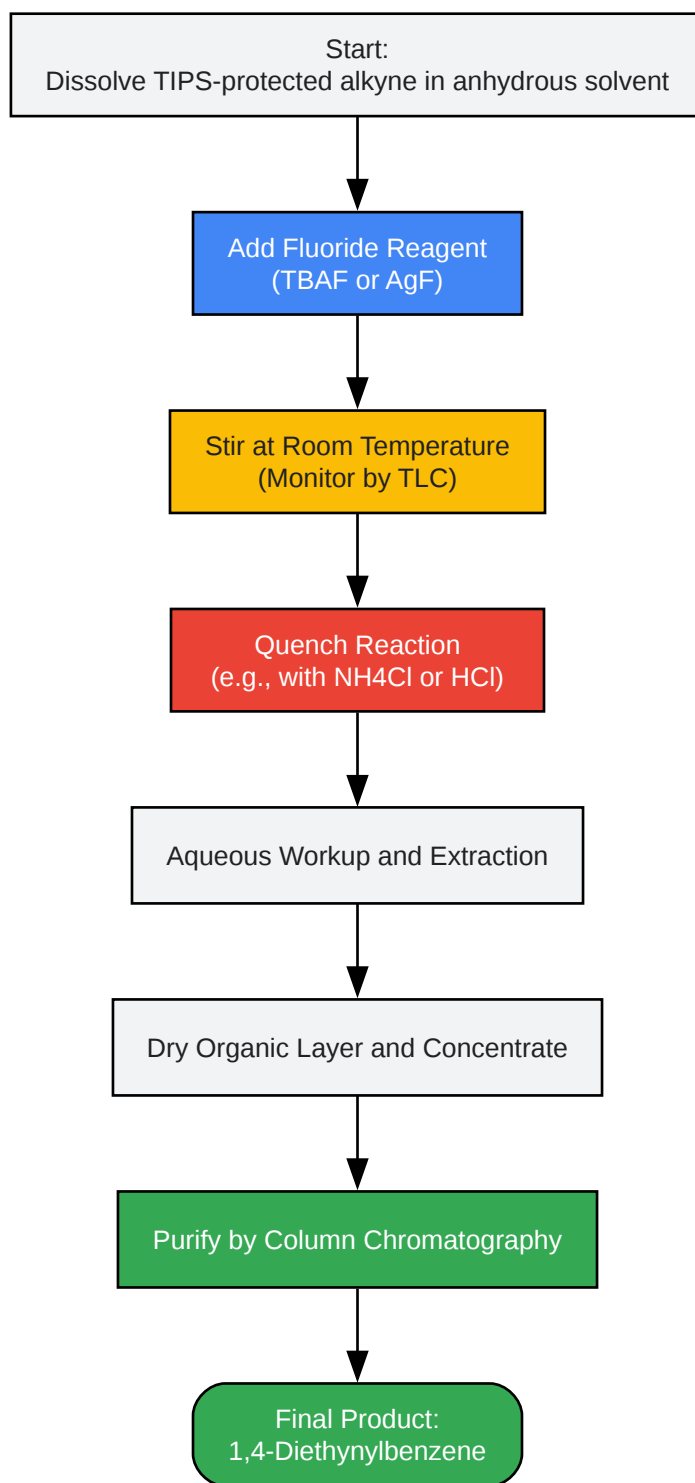 Start:
Dissolve TIPS-protected alkyne in anhydrous solvent
Add Fluoride Reagent
(TBAF or AgF)
Stir at Room Temperature
(Monitor by TLC)
Quench Reaction
(e.g., with NH4Cl or HCl)
Aqueous Workup and Extraction
Dry Organic Layer and Concentrate
Purify by Column Chromatography
Final Product:
1,4-Diethynylbenzene